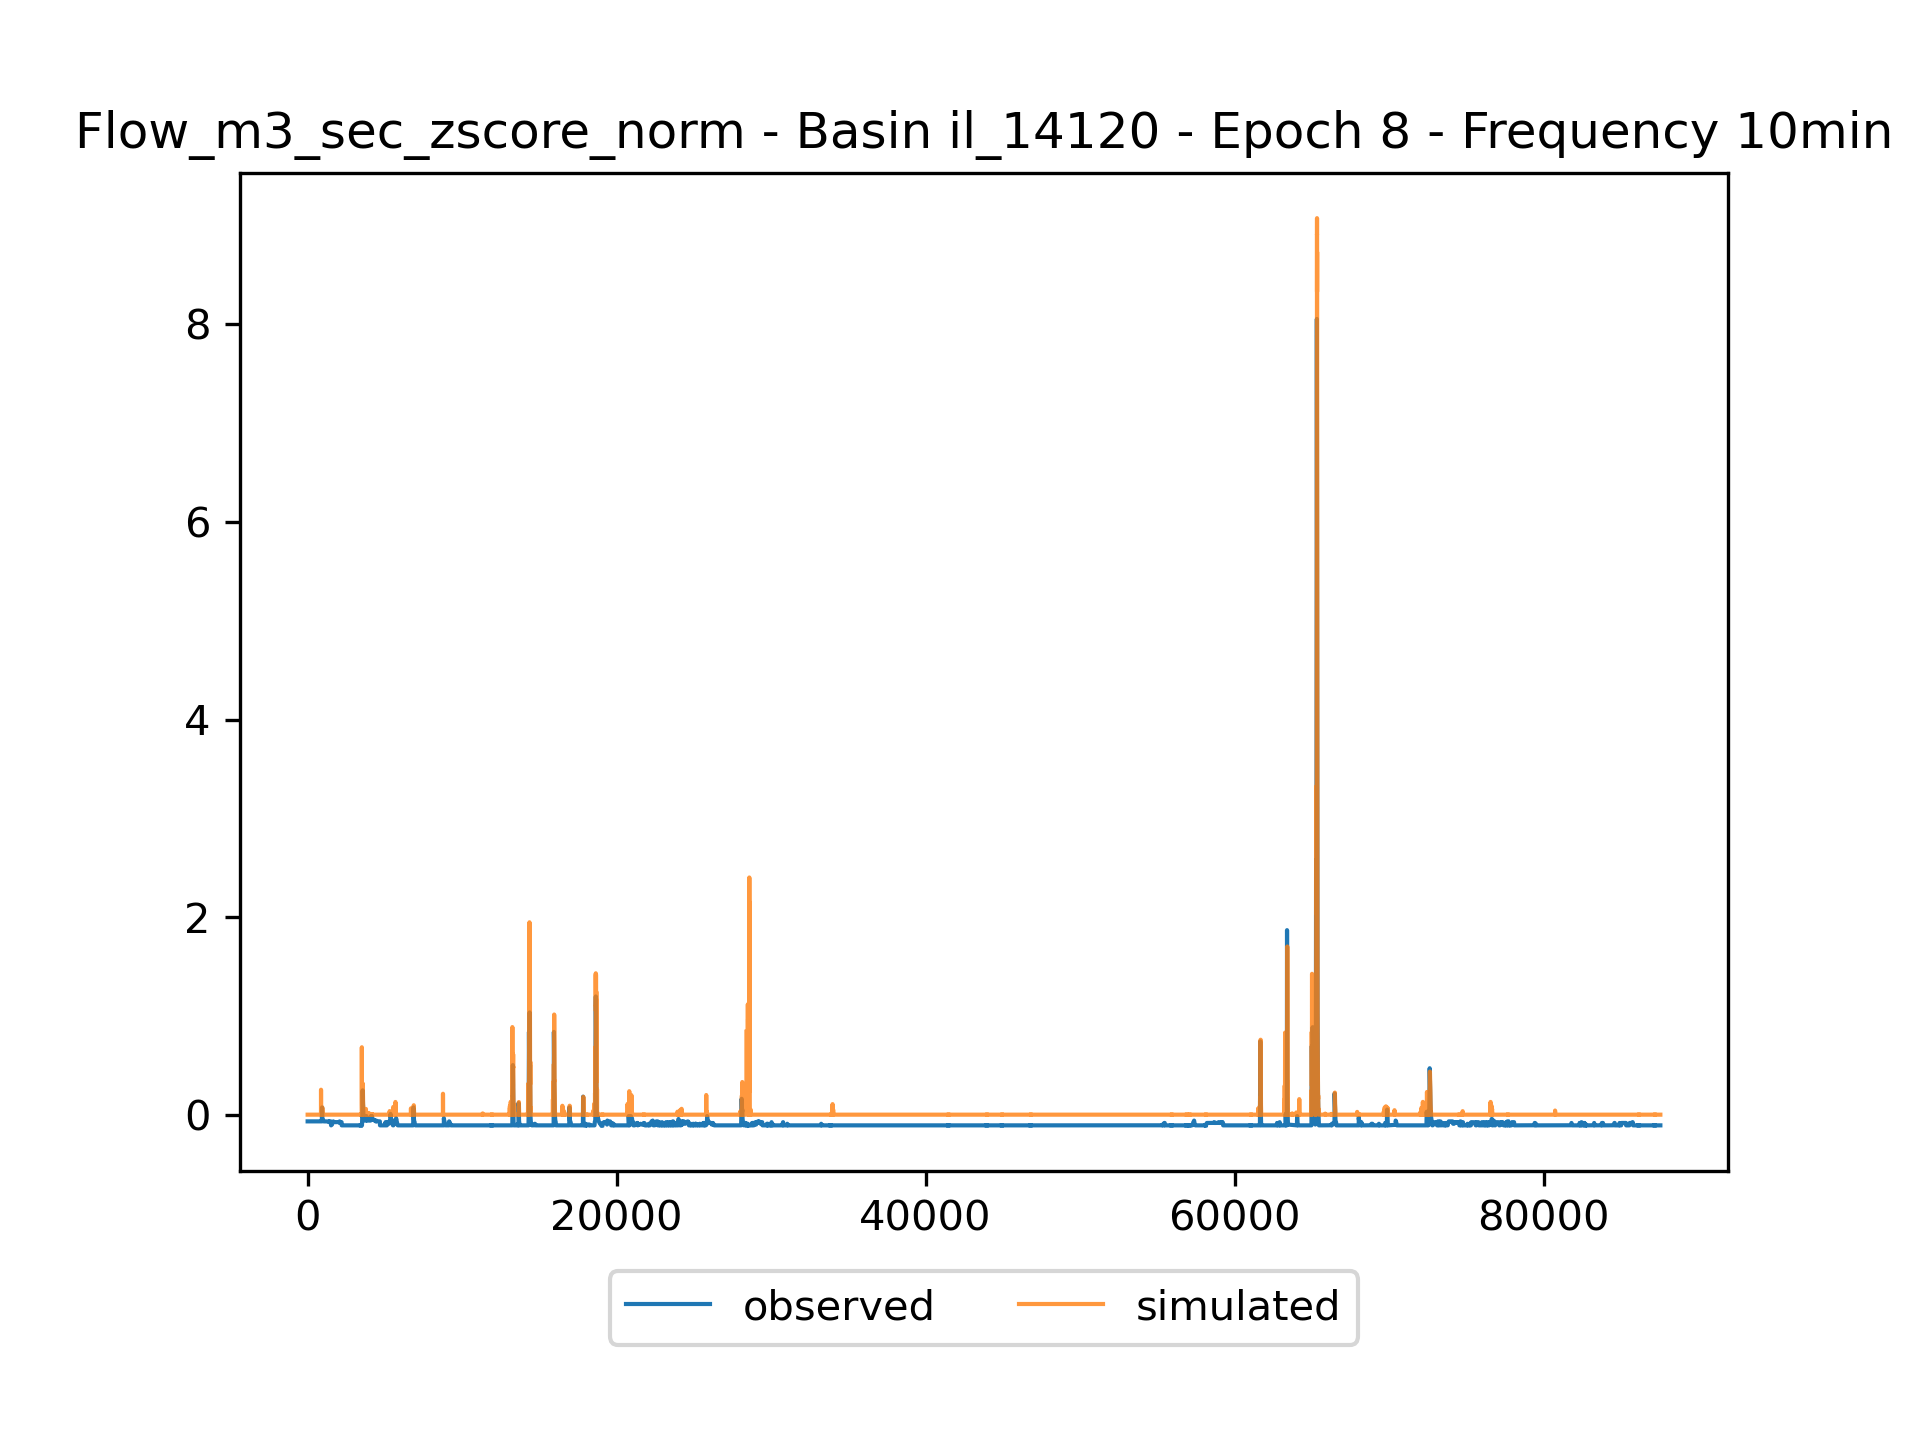 Flow_m3_sec_zscore_norm - Basin il_14120 - Epoch 8 - Frequency 10min
8
6
4
2
0
0 20000 40000 60000 80000
observed simulated